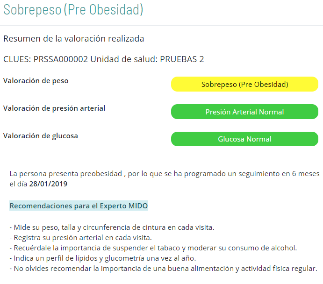 Sobrepeso (Pre Obesidad)
Resumen de la valoración realizada
CLUES: PRSSA000002 Unidad de salud: PRUEBAS 2
Valoración de peso
Sobrepeso (Pre Obesidad)
Valoración de presión arterial
Presión Arterial Normal
Valoración de glucosa
Glucosa Normal
La persona presenta preobesidad , por lo que se ha programado un seguimiento en 6 meses
el día 28/01/2019
Recomendaciones para el Experto MIDO
- Mide su peso, talla y circunferencia de cintura en cada visita.
- Registra su presión arterial en cada visita.
- Recuérdale la importancia de suspender el tabaco y moderar su consumo de alcohol.
- Indica un perfil de lípidos y glucometría una vez al año.
- No olvides recomendar la importancia de una buena alimentación y actividad física regular.